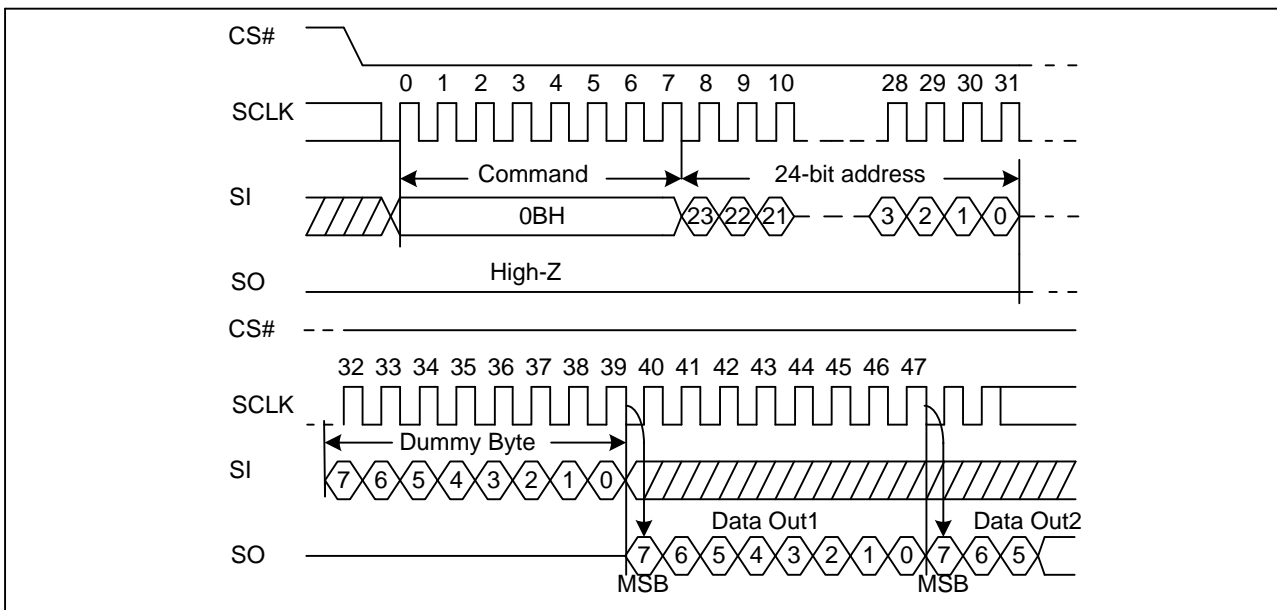 CS#
0 1 2 3 4 5 6 7 8 9 10 28 29 30 31
SCLK
Command 24-bit address
SI
0BH 23 22 21 3 2 1 0
High-Z
SO
CS#
32 33 34 35 36 37 38 39 40 41 42 43 44 45 46 47
SCLK
Dummy Byte
SI
7 6 5 4 3 2 1 0
Data Out1 Data Out2
SO
7 6 5 4 3 2 1 0 7 6 5
MSB MSB